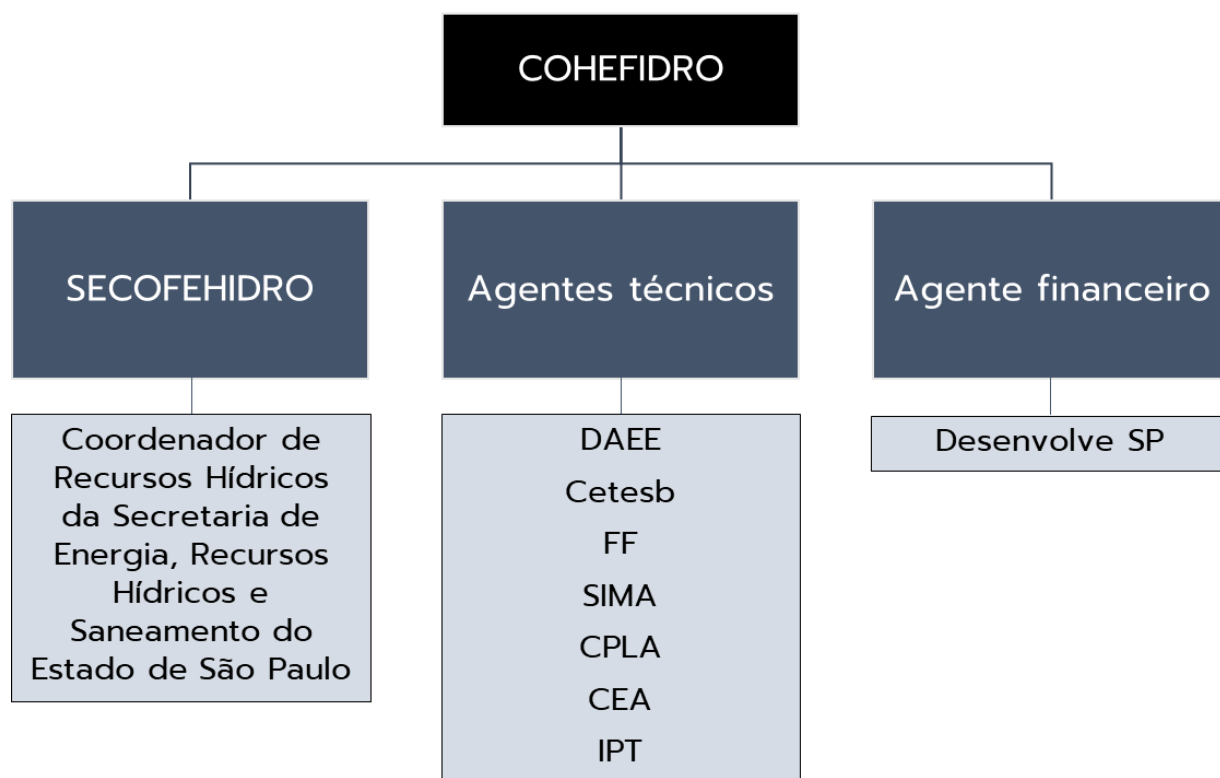 COHEFIDRO
SECOFEHIDRO
Agentes técnicos
Agente financeiro
Coordenador de
Recursos Hídricos
da Secretaria de
Energia, Recursos
Hídricos e
Saneamento do
Estado de São Paulo
DAEE
Cetesb
FF
SIMA
CPLA
CEA
IPT
Desenvolve SP